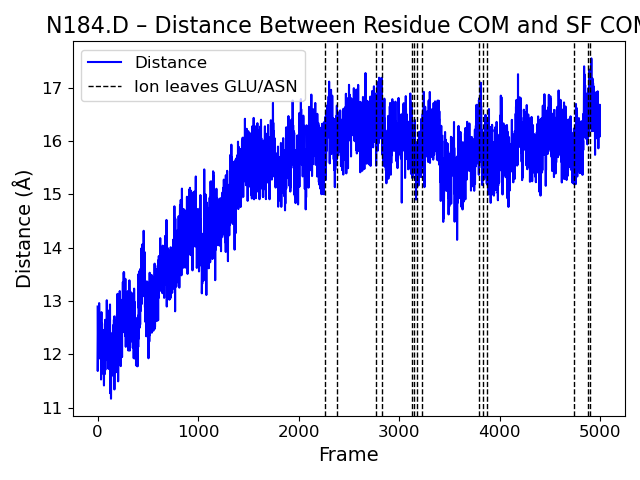 N184.D – Distance Between Residue COM and SF COM
Distance
Ion leaves GLU/ASN
17
16
15
14
13
12
11
Distance (Å)
0 1000 2000 3000 4000 5000
Frame